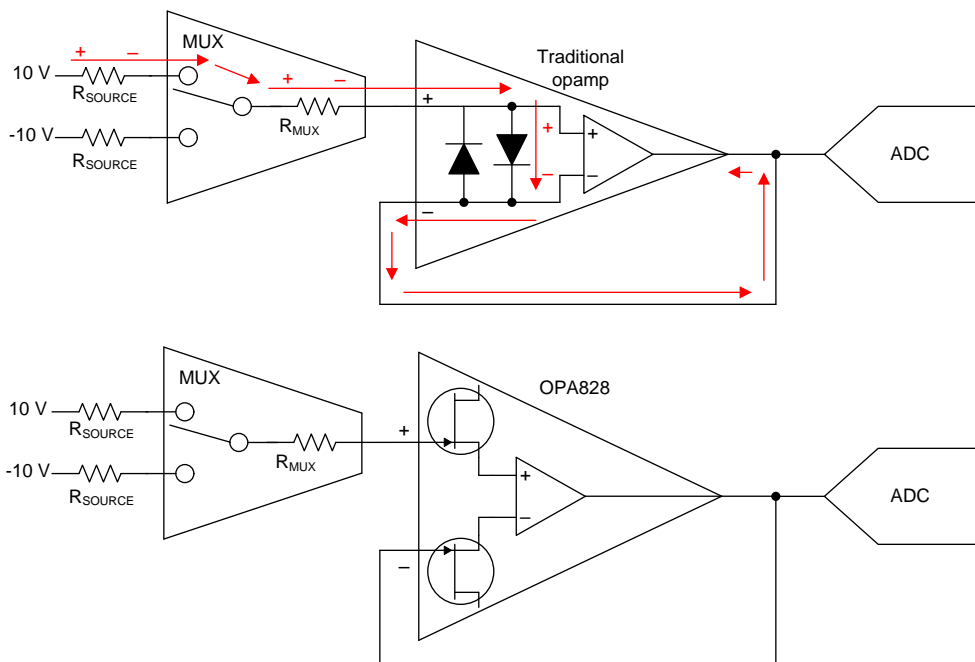 MUX
Traditional
opamp
+ −
10 V
RSOURCE
+ −
RMUX
-10 V
RSOURCE
+
−
+
−
+
−
ADC
MUX
OPA828
10 V
RSOURCE
RMUX
-10 V
RSOURCE
+
−
+
−
ADC